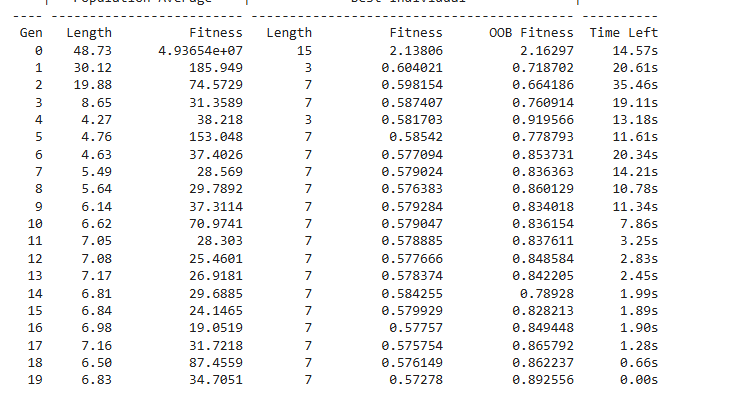 | Population Average | Best Individual |
---- ------------------------- ------------------------------------------ ----------
Gen Length Fitness Length Fitness OOB Fitness Time Left
0 48.73 4.93654e+07 15 2.13806 2.16297 14.57s
1 30.12 185.949 3 0.604021 0.718702 20.61s
2 19.88 74.5729 7 0.598154 0.664186 35.46s
3 8.65 31.3589 7 0.587407 0.760914 19.11s
4 4.27 38.218 3 0.581703 0.919566 13.18s
5 4.76 153.048 7 0.58542 0.778793 11.61s
6 4.63 37.4026 7 0.577094 0.853731 20.34s
7 5.49 28.569 7 0.579024 0.836363 14.21s
8 5.64 29.7892 7 0.576383 0.860129 10.78s
9 6.14 37.3114 7 0.579284 0.834018 11.34s
10 6.62 70.9741 7 0.579047 0.836154 7.86s
11 7.05 28.303 7 0.578885 0.837611 3.25s
12 7.08 25.4601 7 0.577666 0.848584 2.83s
13 7.17 26.9181 7 0.578374 0.842205 2.45s
14 6.81 29.6885 7 0.584255 0.78928 1.99s
15 6.84 24.1465 7 0.579929 0.828213 1.89s
16 6.98 19.0519 7 0.57757 0.849448 1.90s
17 7.16 31.7218 7 0.575754 0.865792 1.28s
18 6.50 87.4559 7 0.576149 0.862237 0.66s
19 6.83 34.7051 7 0.57278 0.892556 0.00s